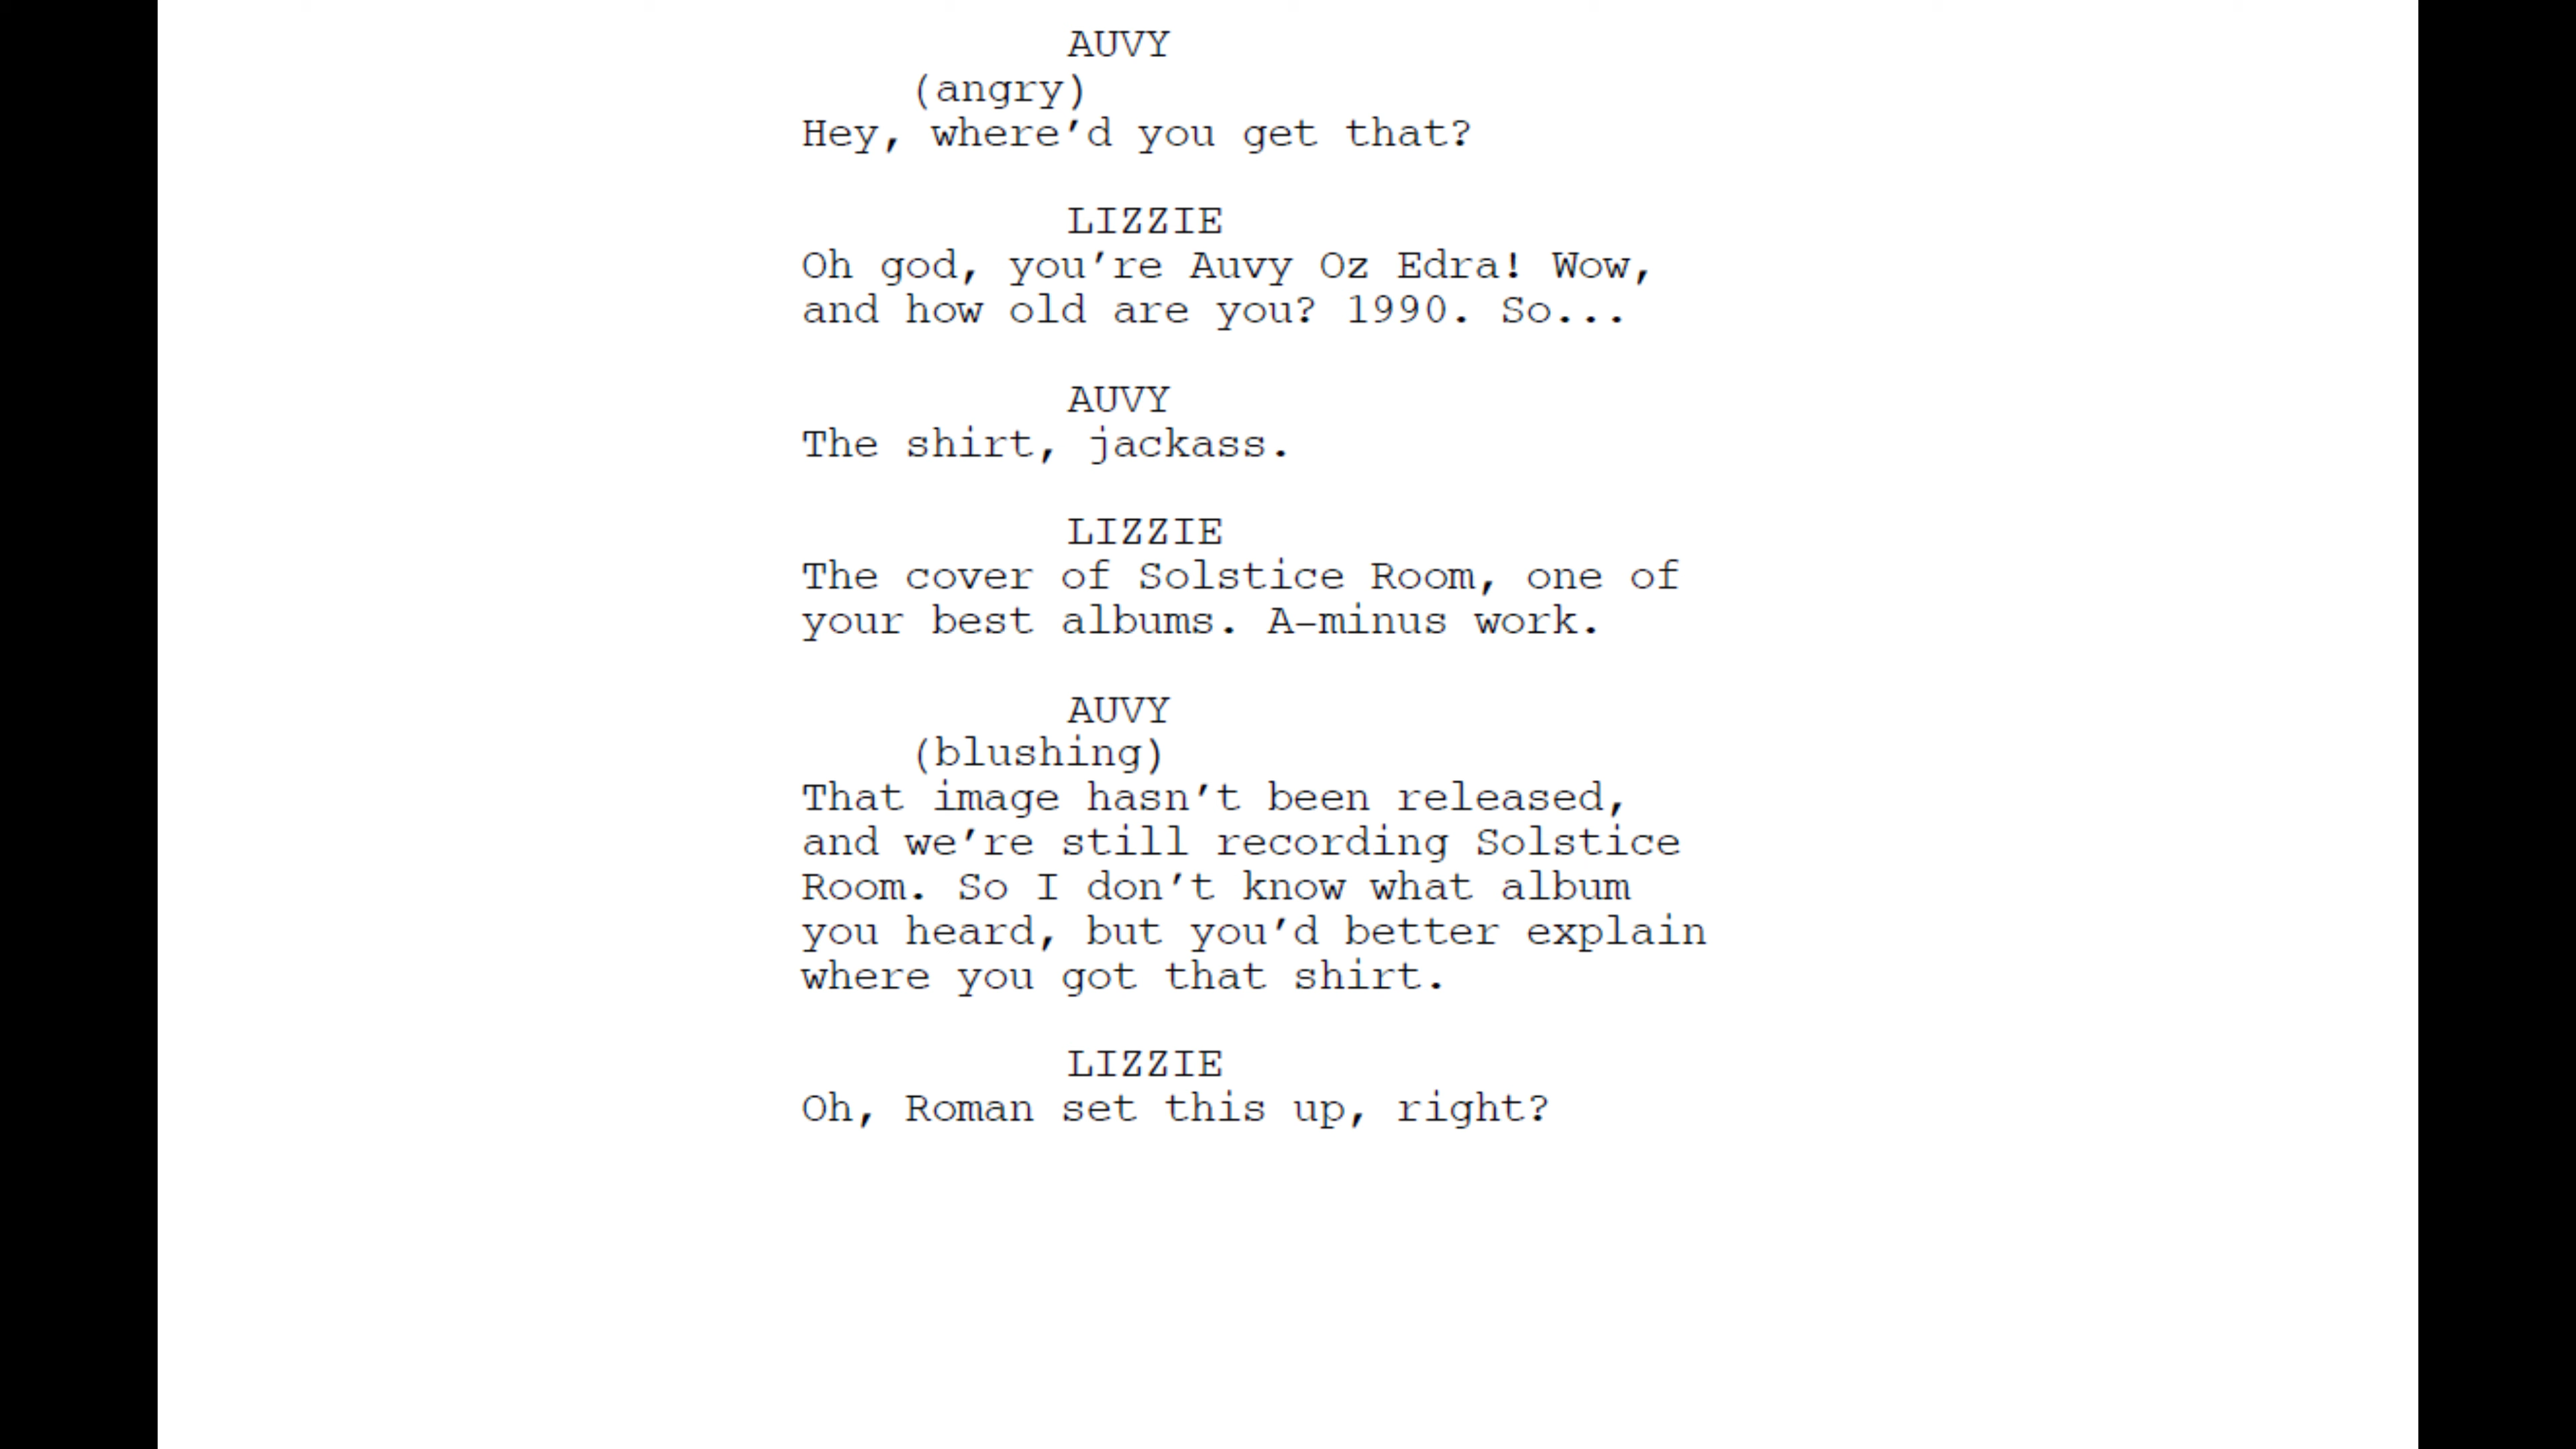 AUVY
(angry)
Hey, where’d you get that?
LIZZIE
Oh god, you’re Auvy Oz Edra! Wow,
and how old are you? 1990. So...
AUVY
The shirt, jackass.
LIZZIE
The cover of Solstice Room, one of
your best albums. A-minus work.
AUVY
(blushing)
That image hasn’t been released,
and we’re still recording Solstice
Room. So I don’t know what album
you heard, but you’d better explain
where you got that shirt.
LIZZIE
Oh, Roman set this up, right?